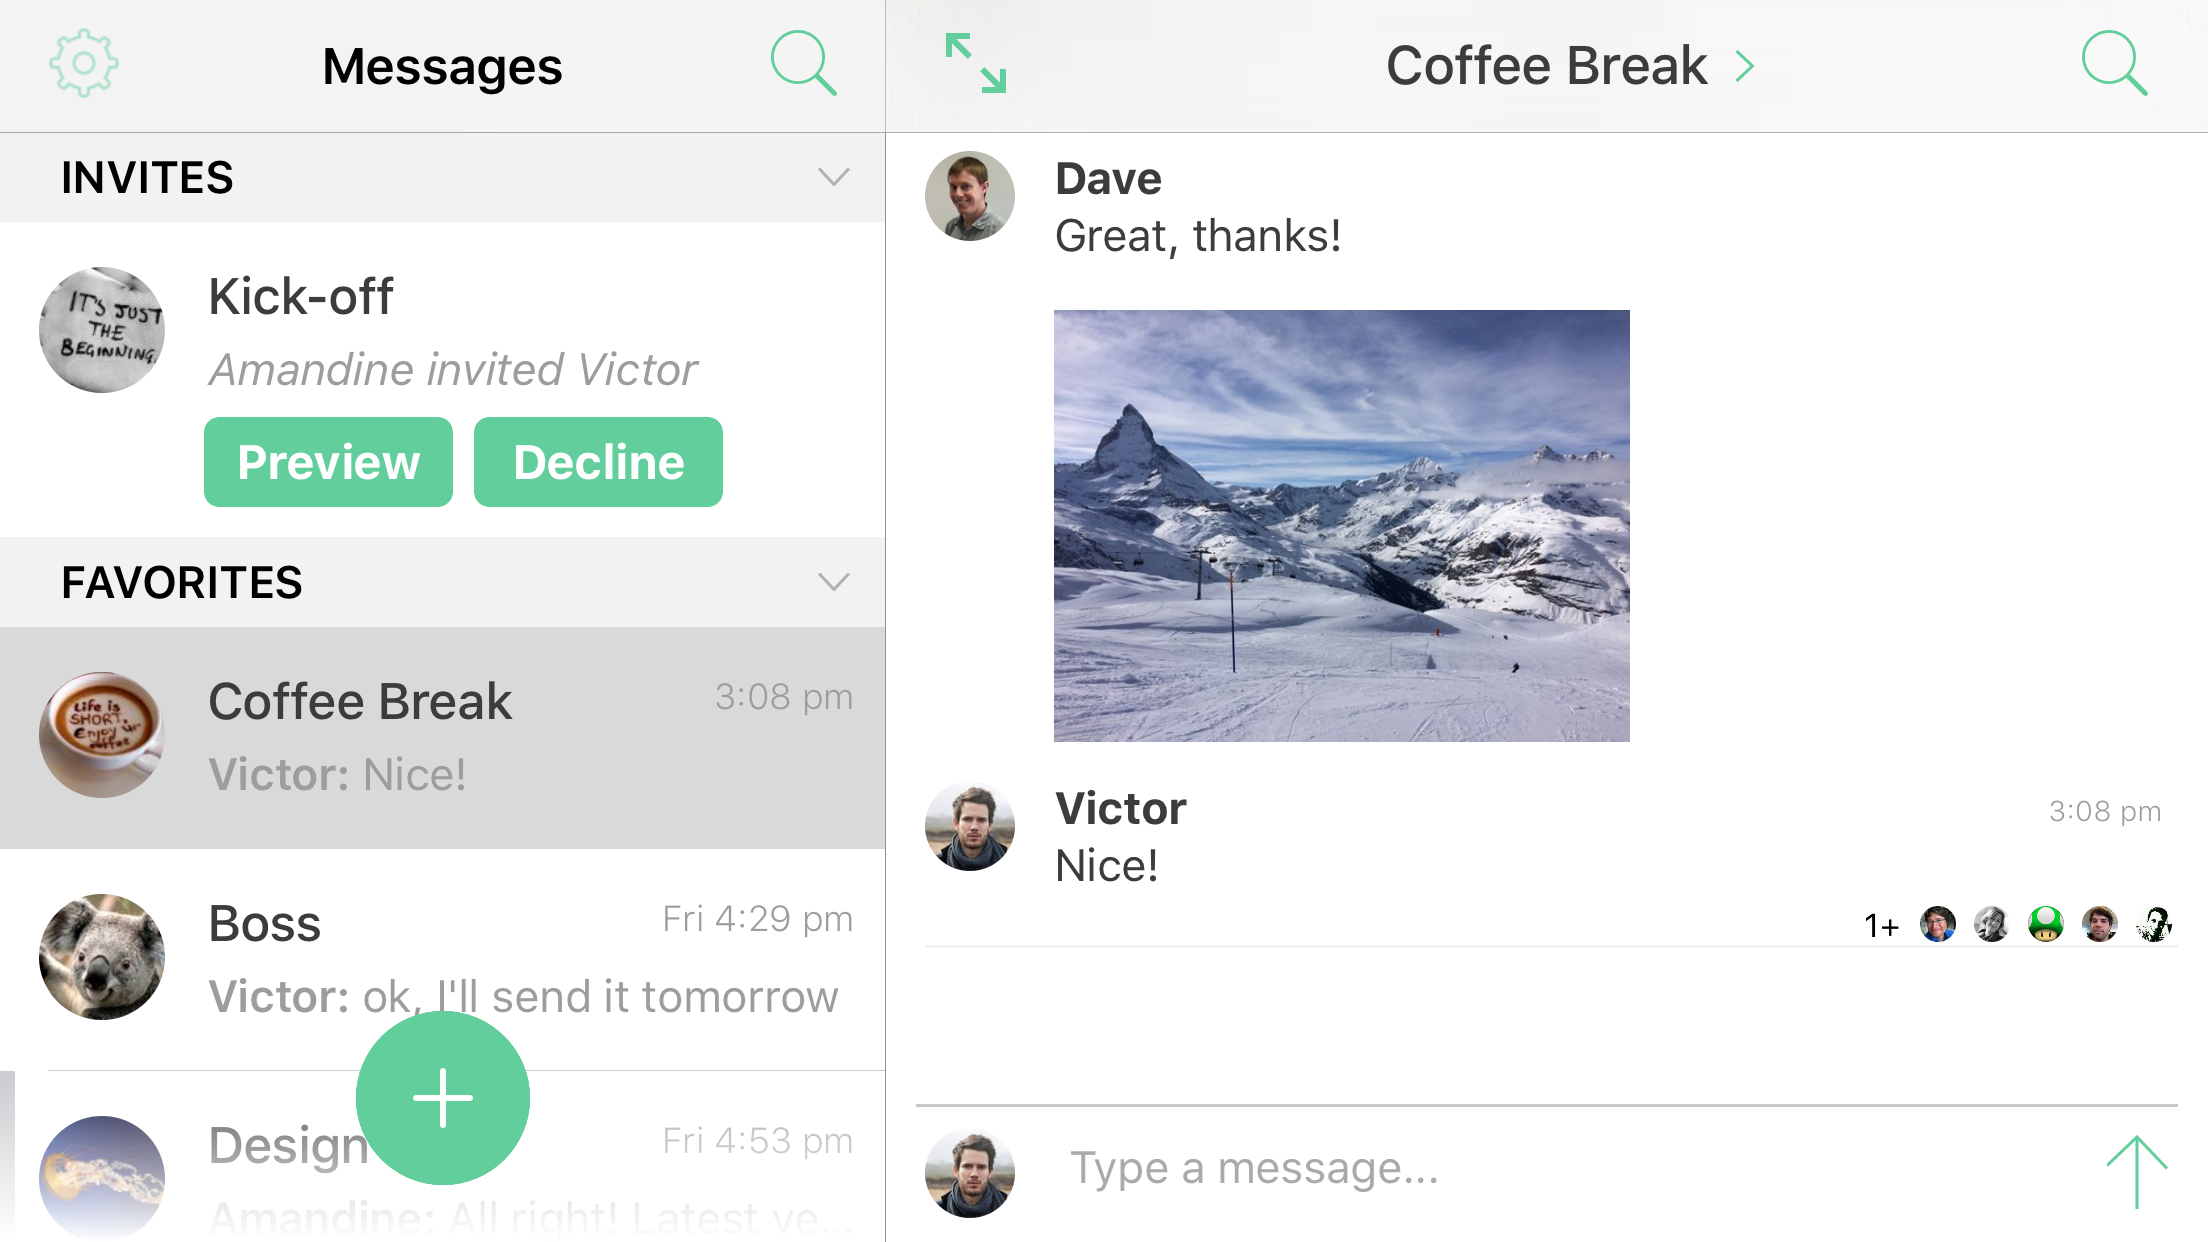 Messages
INVITES
IT'S JUST
THE
BEGINNING.
Kick-off
Amandine invited Victor
Preview
Decline
FAVORITES
Life is
SHORT.
Enjoy
coffee
Coffee Break
3:08 pm
Victor: Nice!
Boss
Fri 4:29 pm
Victor: ok, I'll send it tomorrow
Design
Fri 4:53 pm
Amandine: All right! Latest ve...
Coffee Break
Dave
Great, thanks!
Victor
3:08 pm
Nice!
1+
Type a message...